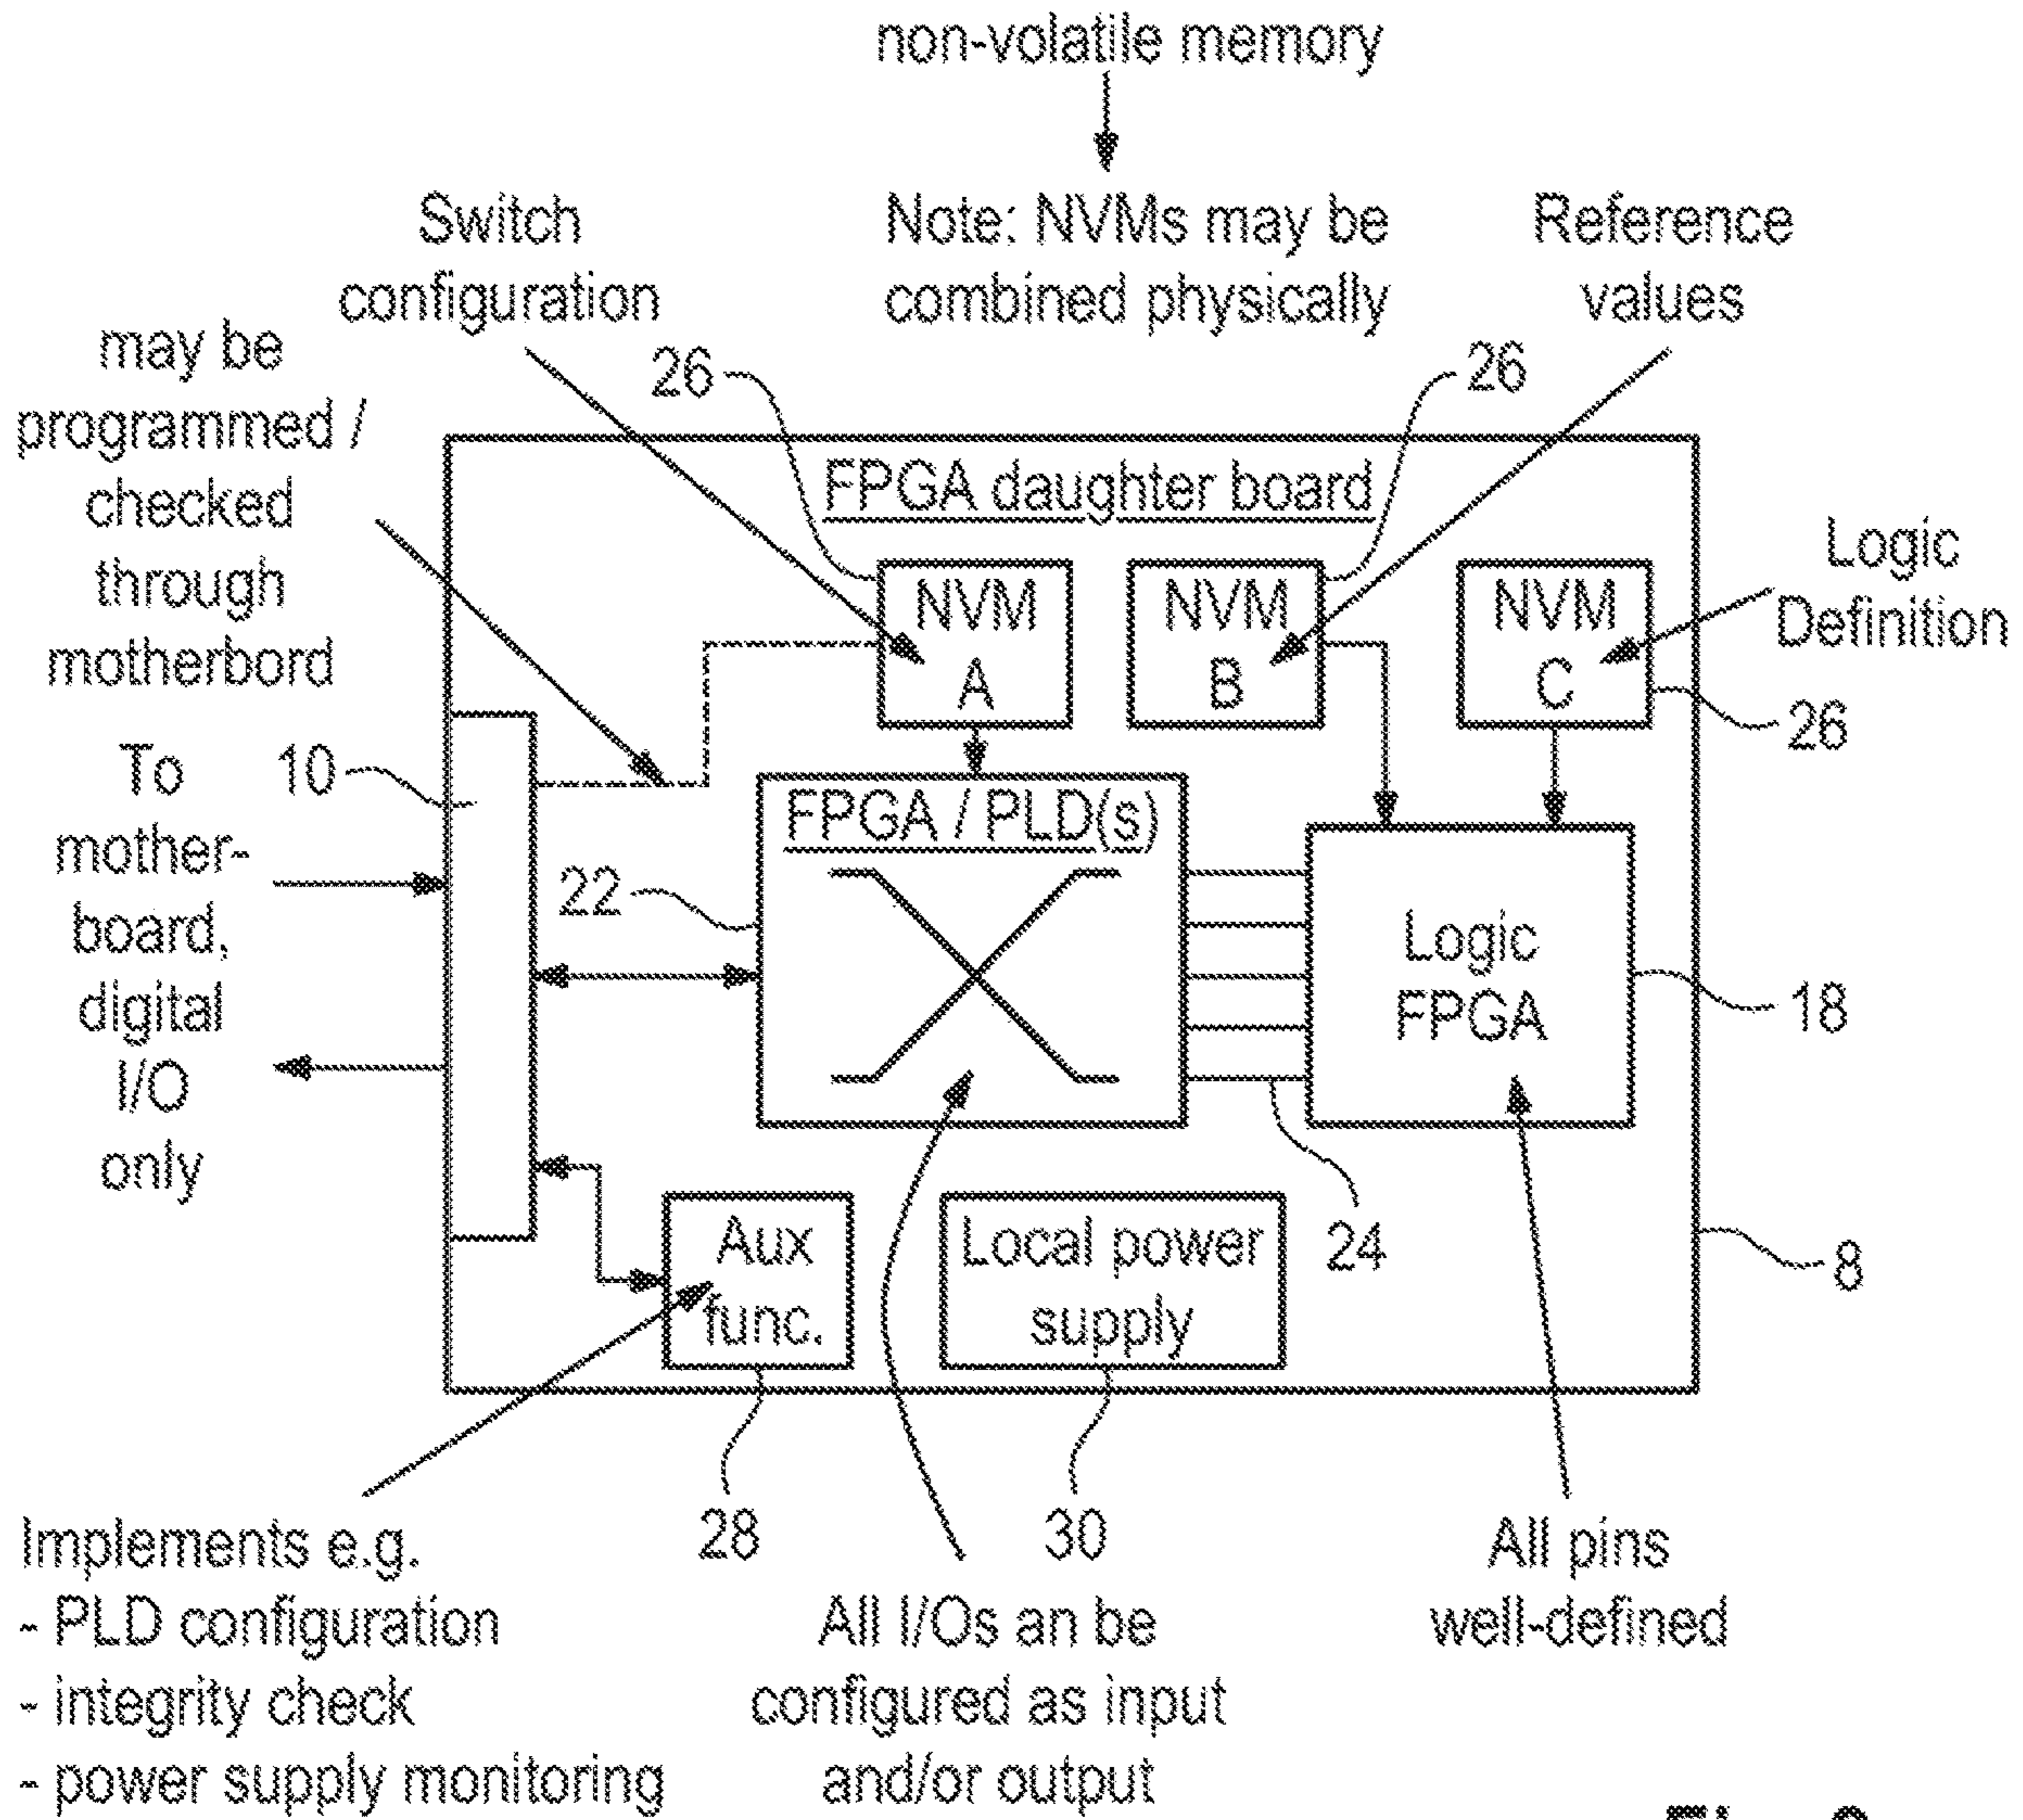 non-volatile memory
Switch
configuration
Note: NVMs may be
combined physically
Reference
values
may be
programmed /
checked
through
motherbord
26
26
FPGA daughter board
NVM
A
NVM
B
NVM
C
Logic
Definition
26
To
mother-
board,
digital
I/O
only
10
FPGA / PLD(s)
22
Logic
FPGA
18
24
8
Aux
func.
Local power
supply
28
30
Implements e.g.
- PLD configuration
- integrity check
- power supply monitoring
All I/Os an be
configured as input
and/or output
All pins
well-defined